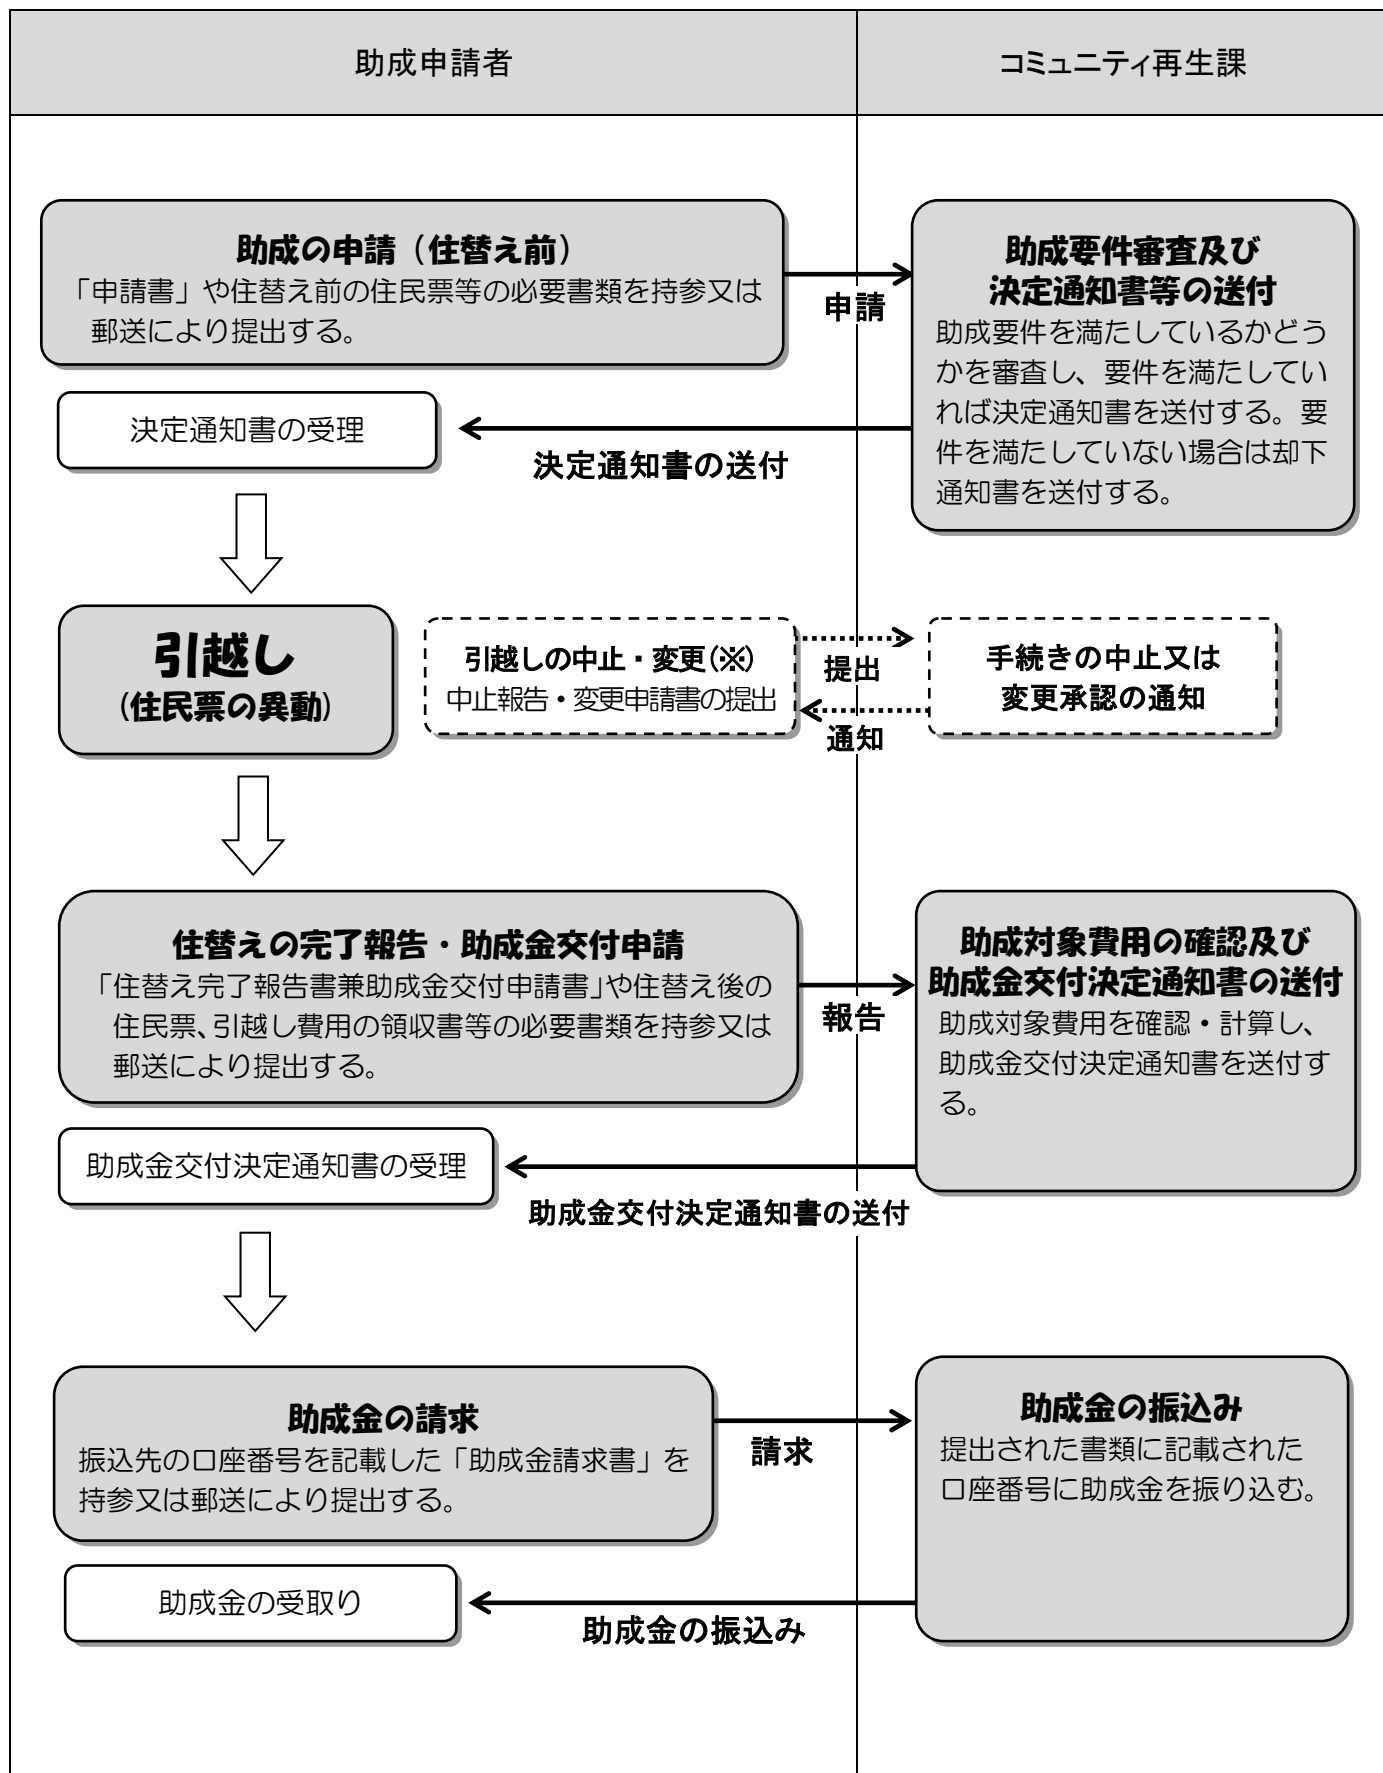 助成申請者
コミュニティ再生課
助成の申請（住替え前）
「申請書」や住替え前の住民票等の必要書類を持参又は
郵送により提出する。
申請
助成要件審査及び
決定通知書等の送付
助成要件を満たしているかどう
かを審査し、要件を満たしてい
れば決定通知書を送付する。要
件を満たしていない場合は却下
通知書を送付する。
決定通知書の受理
決定通知書の送付
引越し
(住民票の異動)
引越しの中止・変更(※)
中止報告・変更申請書の提出
提出
通知
手続きの中止又は
変更承認の通知
住替えの完了報告・助成金交付申請
「住替え完了報告書兼助成金交付申請書」や住替え後の
住民票、引越し費用の領収書等の必要書類を持参又は
郵送により提出する。
報告
助成対象費用の確認及び
助成金交付決定通知書の送付
助成対象費用を確認・計算し、
助成金交付決定通知書を送付す
る。
助成金交付決定通知書の受理
助成金交付決定通知書の送付
助成金の請求
振込先の口座番号を記載した「助成金請求書」を
持参又は郵送により提出する。
請求
助成金の振込み
提出された書類に記載された
口座番号に助成金を振り込む。
助成金の受取り
助成金の振込み